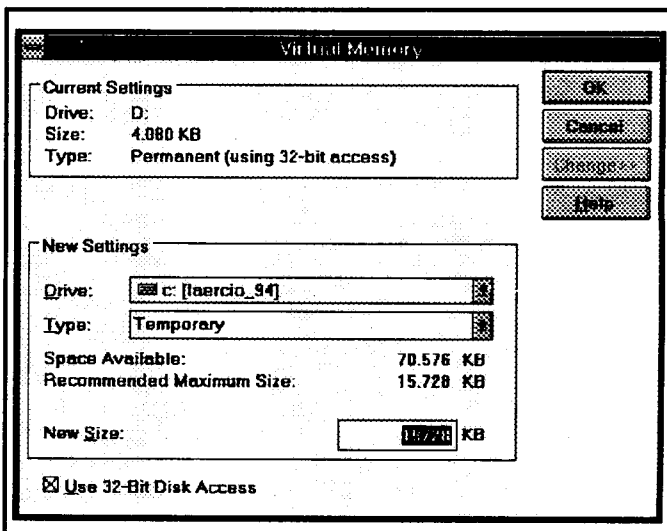 Virtual Memory
Current Settings
Drive: D:
Size: 4.080 KB
Type: Permanent (using 32-bit access)
OK
Cancel
Change>>
Help
New Settings
Drive: c: [laercio_94]
Type: Temporary
Space Available: 70.576 KB
Recommended Maximum Size: 15.728 KB
New Size: 15728 KB
Use 32-Bit Disk Access